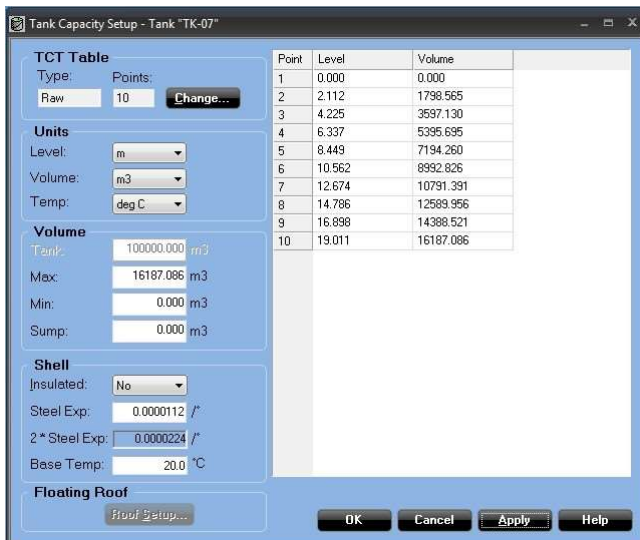 Tank Capacity Setup - Tank "TK-07"
TCT Table
Type: Points:
Raw 10 Change...
Units
Level: m
Volume: m3
Temp: deg C
Volume
Tank: 100000.000 m3
Max: 16187.086 m3
Min: 0.000 m3
Sump: 0.000 m3
Shell
Insulated: No
Steel Exp: 0.0000112 /°
2 * Steel Exp: 0.0000224 /°
Base Temp: 20.0 °C
Floating Roof
Roof Setup...
Point Level Volume
1 0.000 0.000
2 2.112 1798.565
3 4.225 3597.130
4 6.337 5395.695
5 8.449 7194.260
6 10.562 8992.826
7 12.674 10791.391
8 14.786 12589.956
9 16.898 14388.521
10 19.011 16187.086
OK Cancel Apply Help